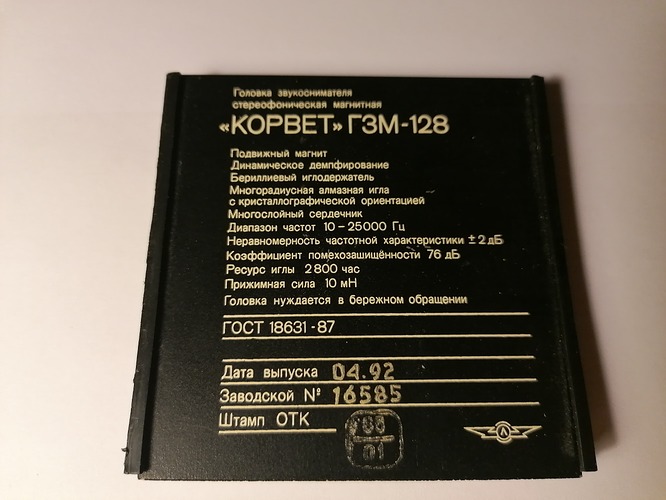 Головка звукоснимателя
стереофоническая магнитная
«КОРВЕТ» ГЗМ-128
Подвижный магнит
Динамическое демпфирование
Бериллиевый иглодержатель
Многорадиусная алмазная игла
с кристаллографической ориентацией
Многослойный сердечник
Диапазон частот 10-25000 Гц
Неравномерность частотной характеристики ±2 дБ
Коэффициент помехозащищённости 76 дБ
Ресурс иглы 2800 час
Прижимная сила 10 мН
Головка нуждается в бережном обращении
ГОСТ 18631-87
Дата выпуска 04.92
Заводской № 16585
Штамп ОТК
01